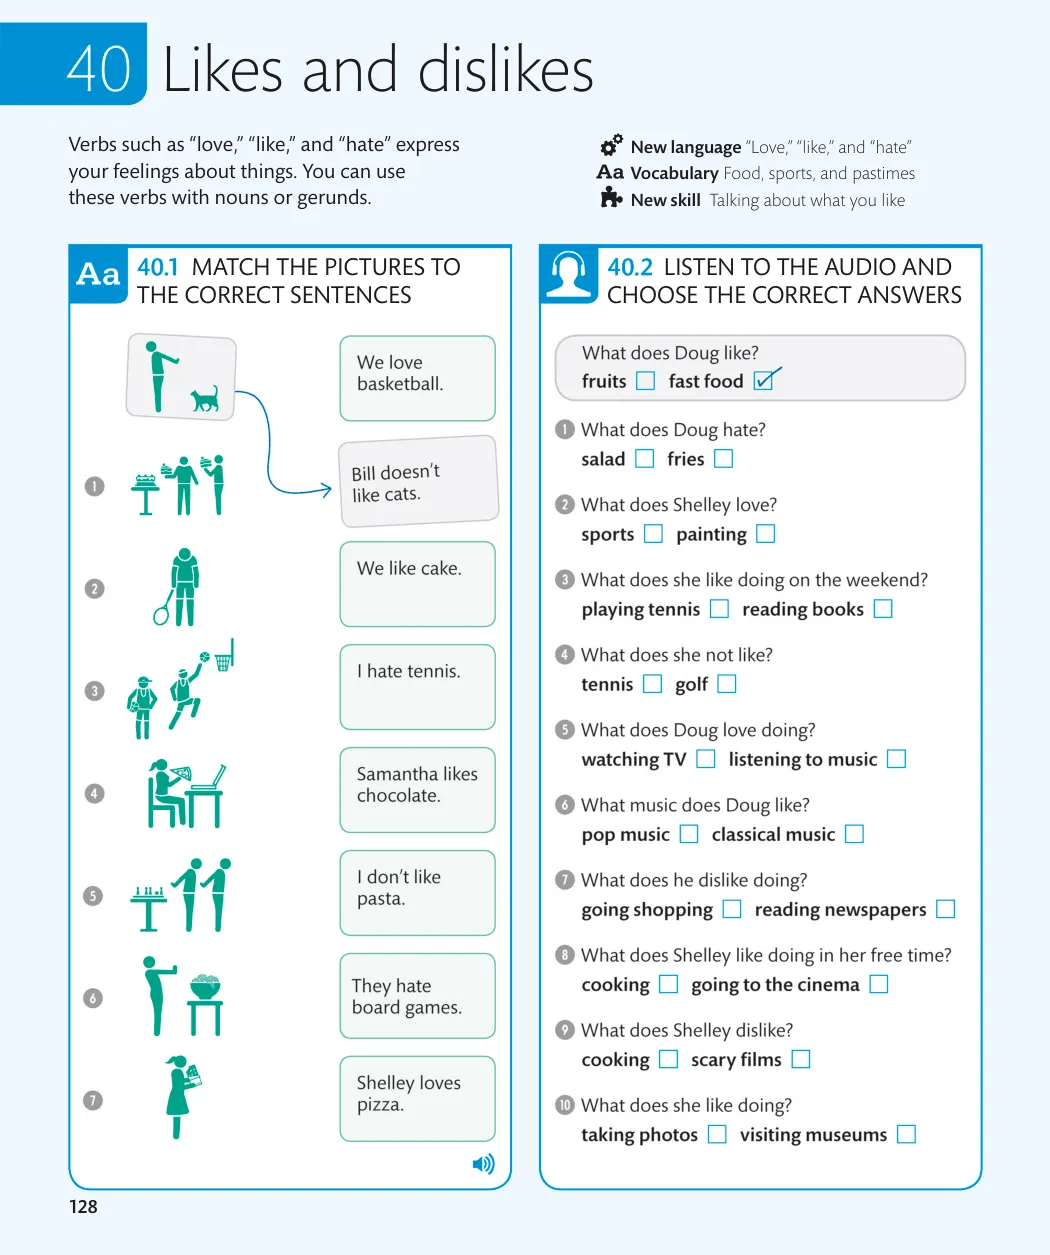 40 Likes and dislikes
Verbs such as “love,” “like,” and “hate” express
your feelings about things. You can use
these verbs with nouns or gerunds.
New language “Love,” “like,” and “hate”
Aa Vocabulary Food, sports, and pastimes
New skill Talking about what you like
Aa 40.1 MATCH THE PICTURES TO
THE CORRECT SENTENCES
We love
basketball.
Bill doesn’t
like cats.
1
We like cake.
2
I hate tennis.
3
Samantha likes
chocolate.
4
I don’t like
pasta.
5
They hate
board games.
6
Shelley loves
pizza.
7
40.2 LISTEN TO THE AUDIO AND
CHOOSE THE CORRECT ANSWERS
What does Doug like?
fruits fast food
1 What does Doug hate?
salad fries
2 What does Shelley love?
sports painting
3 What does she like doing on the weekend?
playing tennis reading books
4 What does she not like?
tennis golf
5 What does Doug love doing?
watching TV listening to music
6 What music does Doug like?
pop music classical music
7 What does he dislike doing?
going shopping reading newspapers
8 What does Shelley like doing in her free time?
cooking going to the cinema
9 What does Shelley dislike?
cooking scary films
10 What does she like doing?
taking photos visiting museums
128